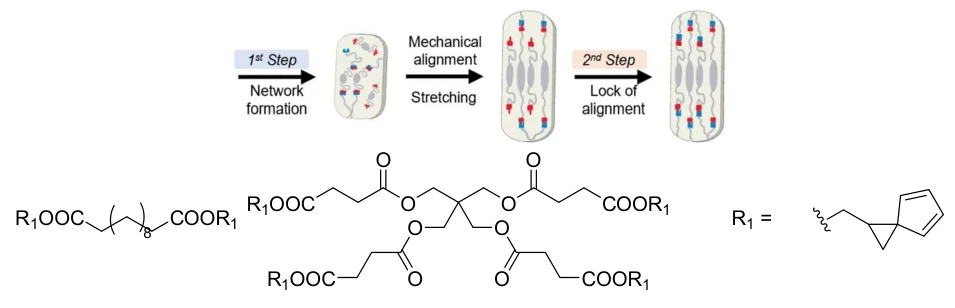 1st Step
Network
formation
Mechanical
alignment
Stretching
2nd Step
Lock of
alignment
R1OOC
8
COOR1
O
O
R1OOC
O
O
COOR1
R1 =
O
O
R1OOC
O
O
COOR1